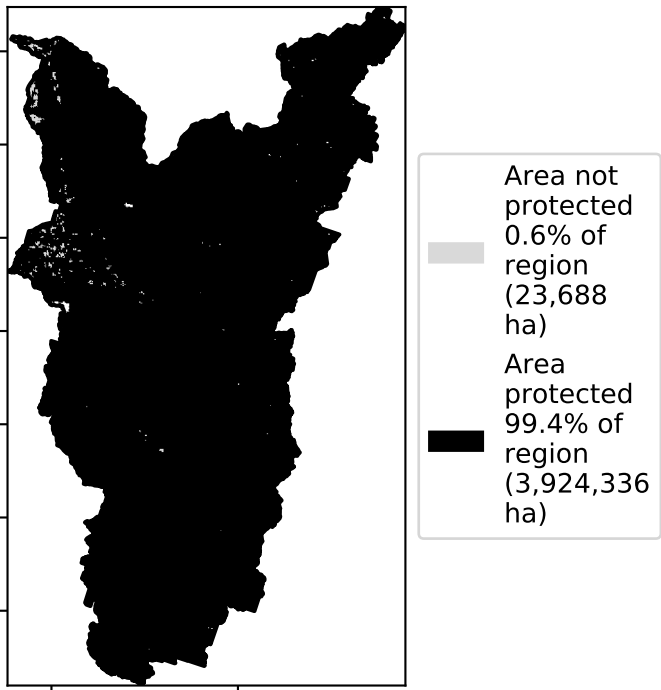 Area not
protected
0.6% of
region
(23,688
ha)
Area
protected
99.4% of
region
(3,924,336
ha)